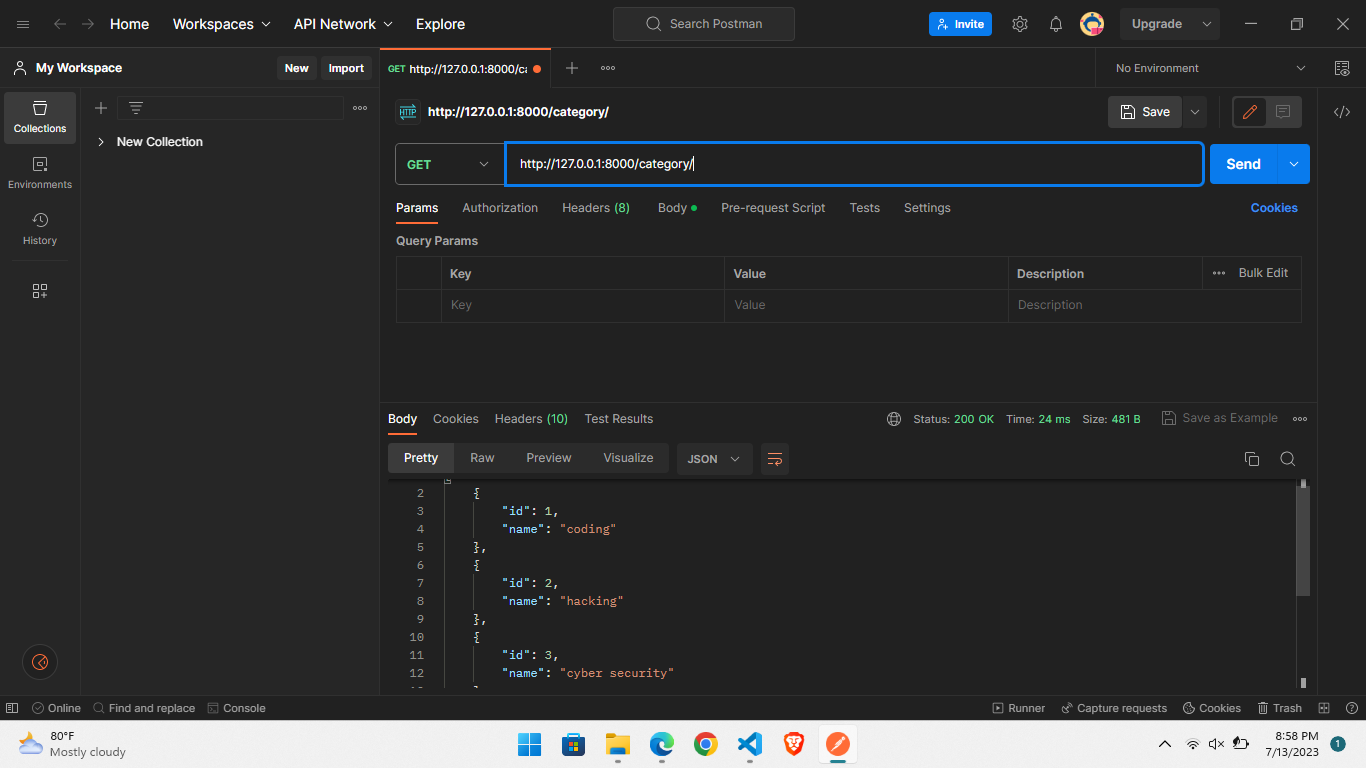 Home Workspaces API Network Explore Search Postman Invite Upgrade
My Workspace New Import GET http://127.0.0.1:8000/ca No Environment
Collections
New Collection
Environments
History
HTTP http://127.0.0.1:8000/category/ Save
GET http://127.0.0.1:8000/category/ Send
Params Authorization Headers (8) Body Pre-request Script Tests Settings Cookies
Query Params
Key Value Description Bulk Edit
Key Value Description
Body Cookies Headers (10) Test Results Status: 200 OK Time: 24 ms Size: 481 B Save as Example
Pretty Raw Preview Visualize JSON
2 {
3 "id": 1,
4 "name": "coding"
5 },
6 {
7 "id": 2,
8 "name": "hacking"
9 },
10 {
11 "id": 3,
12 "name": "cyber security"
Online Find and replace Console Runner Capture requests Cookies Trash
80°F
Mostly cloudy
8:58 PM
7/13/2023
1